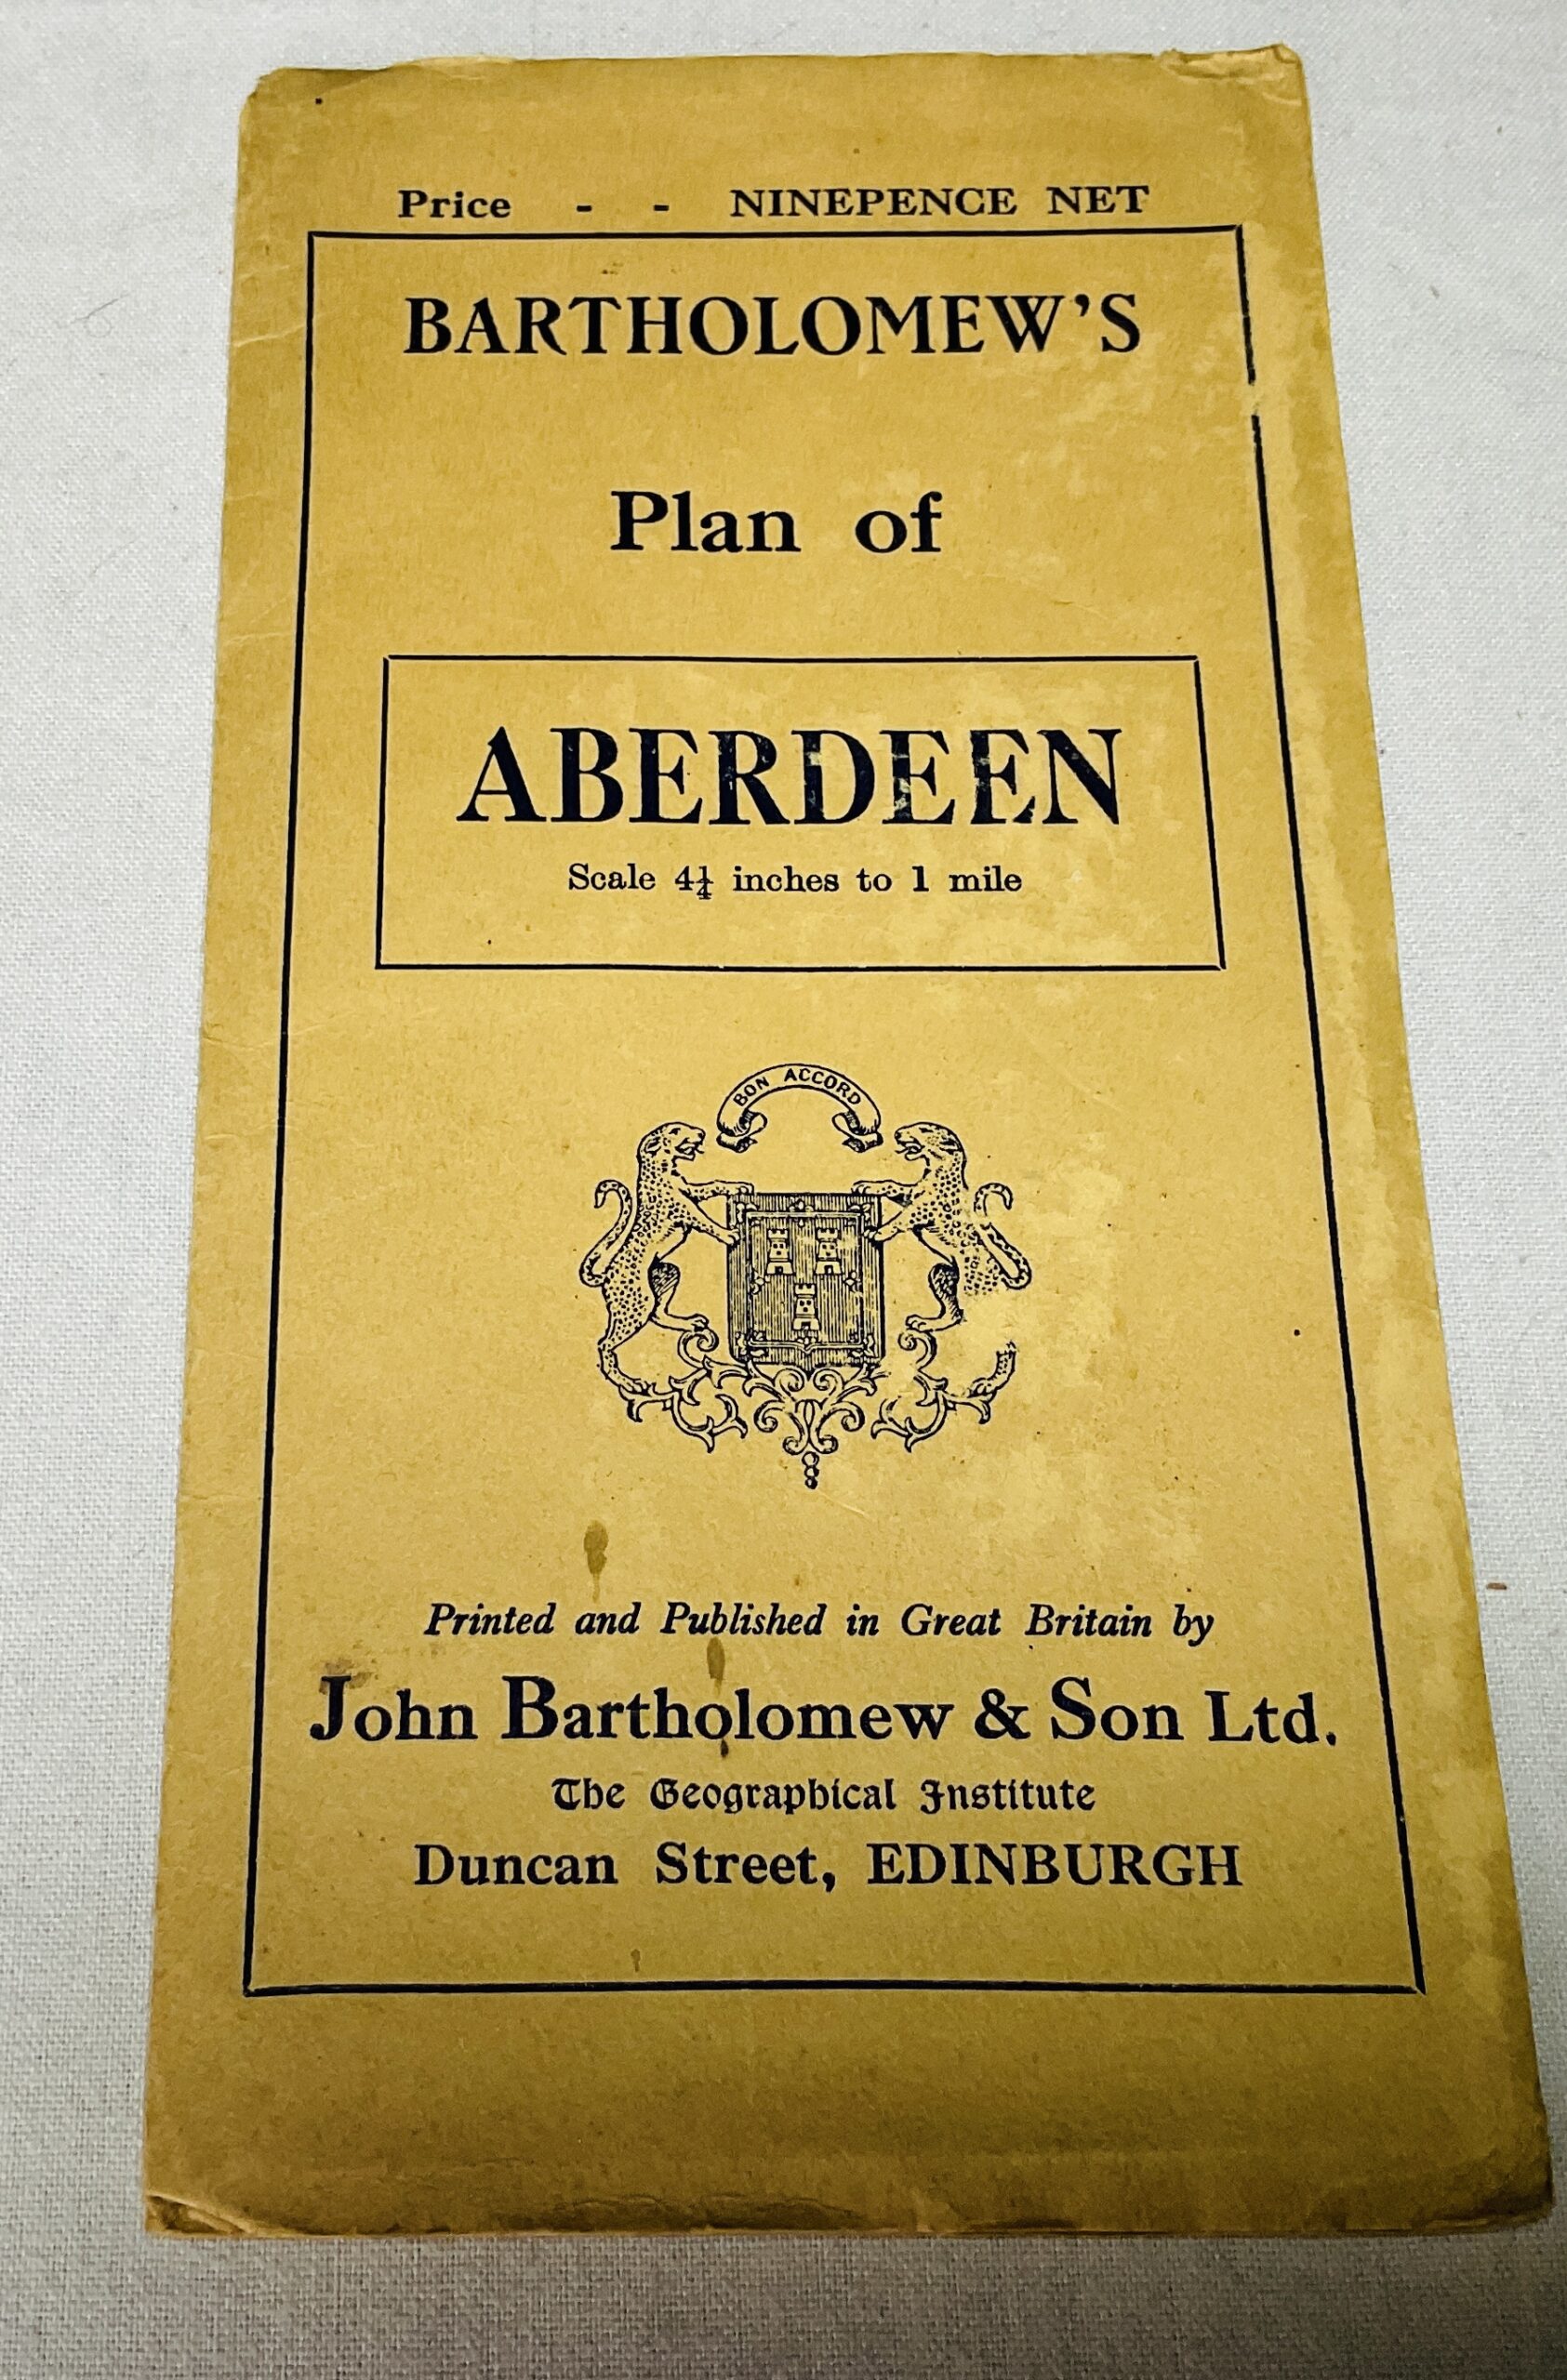 Price - - NINEPENCE NET
BARTHOLOMEW'S
Plan of
ABERDEEN
Scale 4¼ inches to 1 mile
BON ACCORD
Printed and Published in Great Britain by
John Bartholomew & Son Ltd.
The Geographical Institute
Duncan Street, EDINBURGH